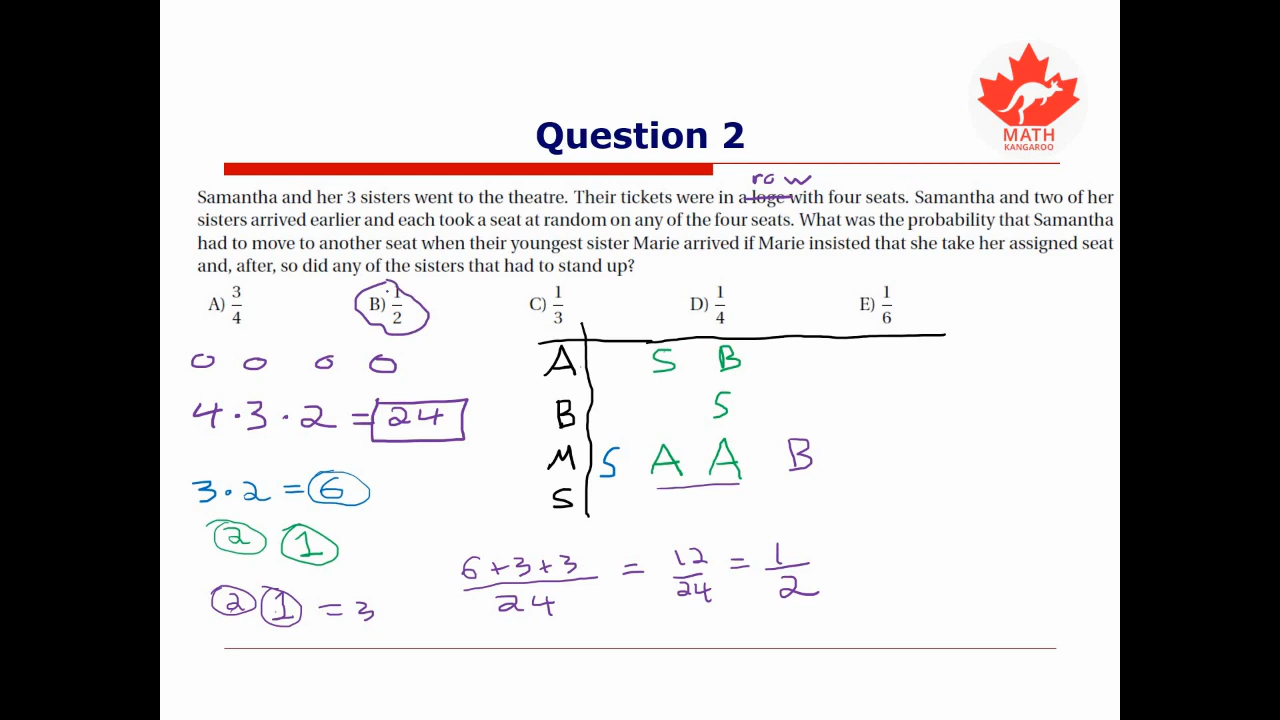 MATH
KANGAROO
Question 2
row
Samantha and her 3 sisters went to the theatre. Their tickets were in a loge with four seats. Samantha and two of her
sisters arrived earlier and each took a seat at random on any of the four seats. What was the probability that Samantha
had to move to another seat when their youngest sister Marie arrived if Marie insisted that she take her assigned seat
and, after, so did any of the sisters that had to stand up?
A) 3/4 B) 1/2 C) 1/3 D) 1/4 E) 1/6
A S B
B S
M S A A B
S
4·3·2 = 24
3·2 = 6
2 1
2 1 = 3
6+3+3/24 = 12/24 = 1/2